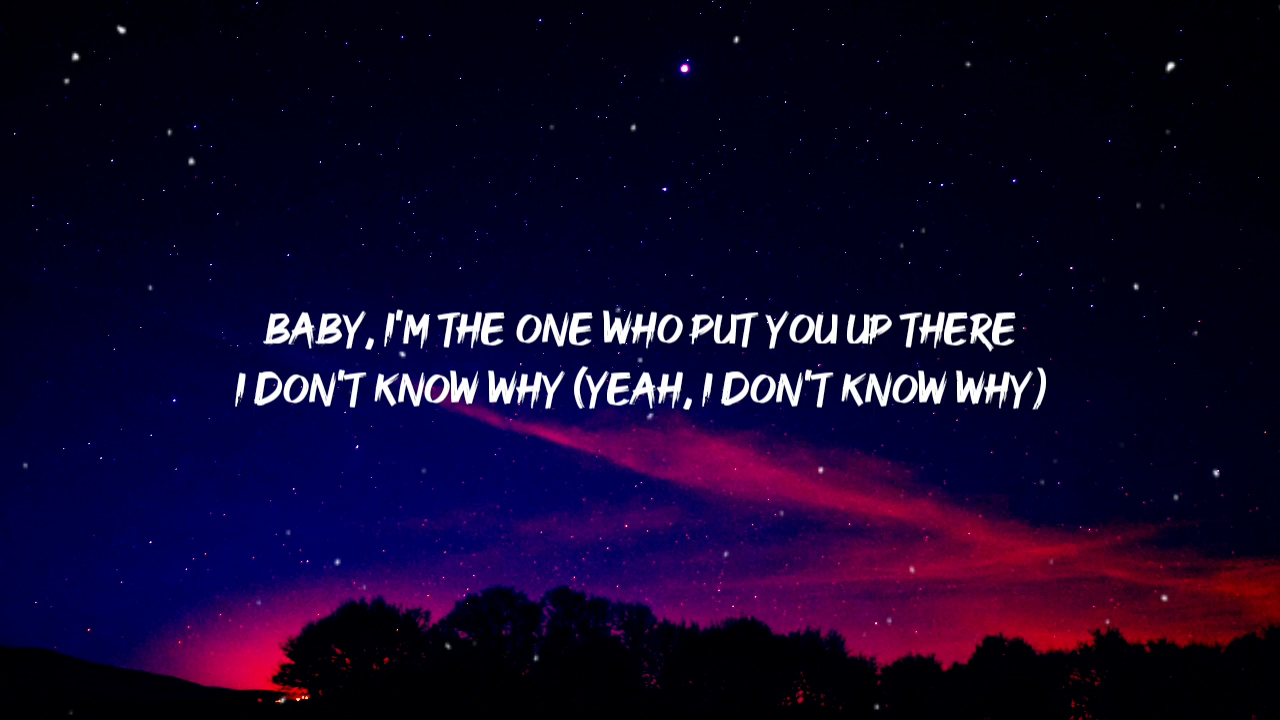 BABY, I'M THE ONE WHO PUT YOU UP THERE
I DON'T KNOW WHY (YEAH, I DON'T KNOW WHY)